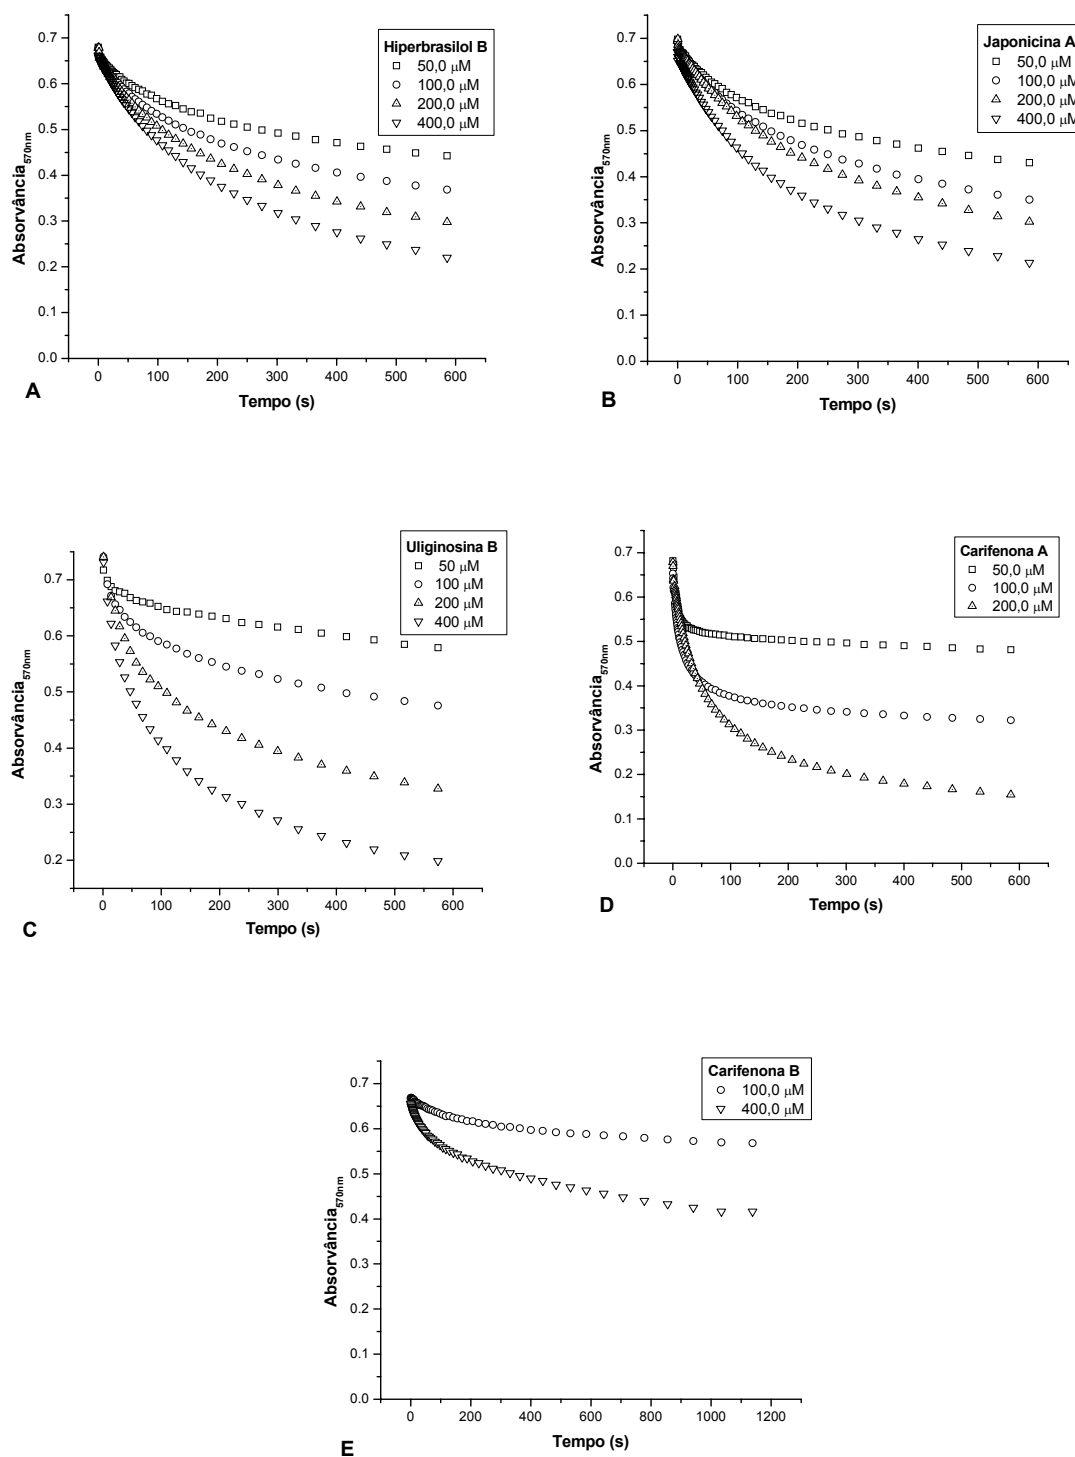 Hiperbrasilol B
50,0 μM
100,0 μM
200,0 μM
400,0 μM
0.7
0.6
0.5
0.4
0.3
0.2
0.1
0.0
Absorvância570nm
0 100 200 300 400 500 600
Tempo (s)
A
Japonicina A
50,0 μM
100,0 μM
200,0 μM
400,0 μM
0.7
0.6
0.5
0.4
0.3
0.2
0.1
0.0
Absorvância570nm
0 100 200 300 400 500 600
Tempo (s)
B
Uliginosina B
50 μM
100 μM
200 μM
400 μM
0.7
0.6
0.5
0.4
0.3
0.2
Absorvância570nm
0 100 200 300 400 500 600
Tempo (s)
C
Carifenona A
50,0 μM
100,0 μM
200,0 μM
0.7
0.6
0.5
0.4
0.3
0.2
0.1
0.0
Absorvância570nm
0 100 200 300 400 500 600
Tempo (s)
D
Carifenona B
100,0 μM
400,0 μM
0.7
0.6
0.5
0.4
0.3
0.2
0.1
0.0
Absorvância570nm
0 200 400 600 800 1000 1200
Tempo (s)
E